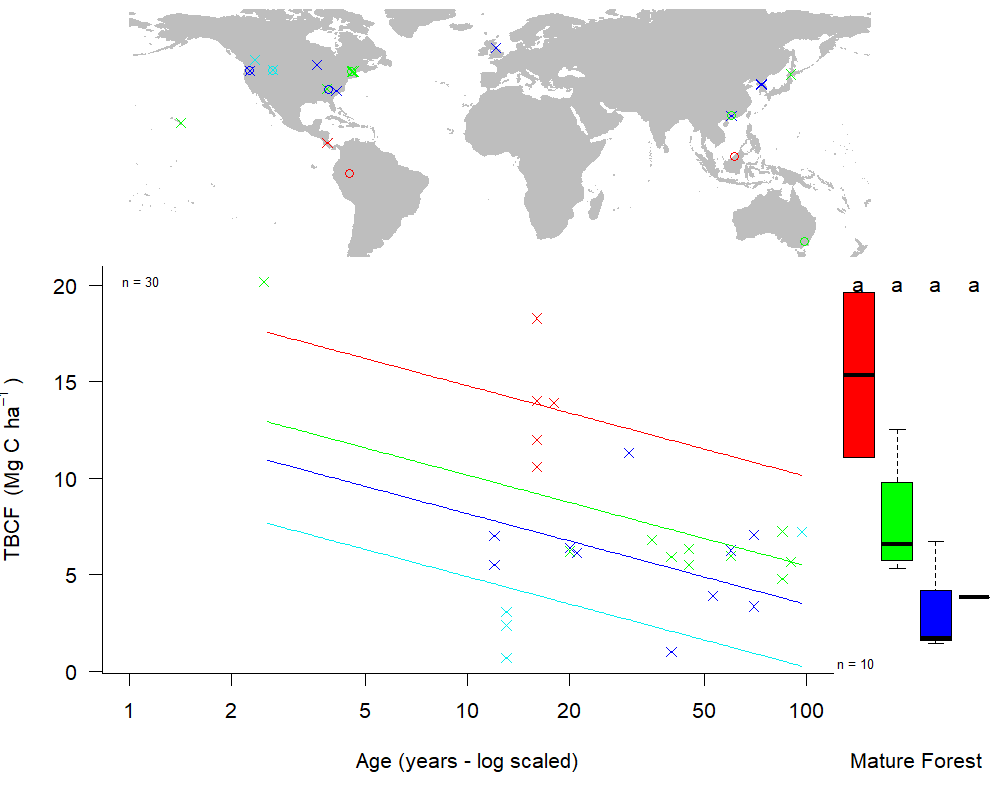 n = 30
a a a a
20
15
10
5
0
TBCF (Mg C ha⁻¹ )
n = 10
1 2 5 10 20 50 100
Age (years - log scaled)
Mature Forest